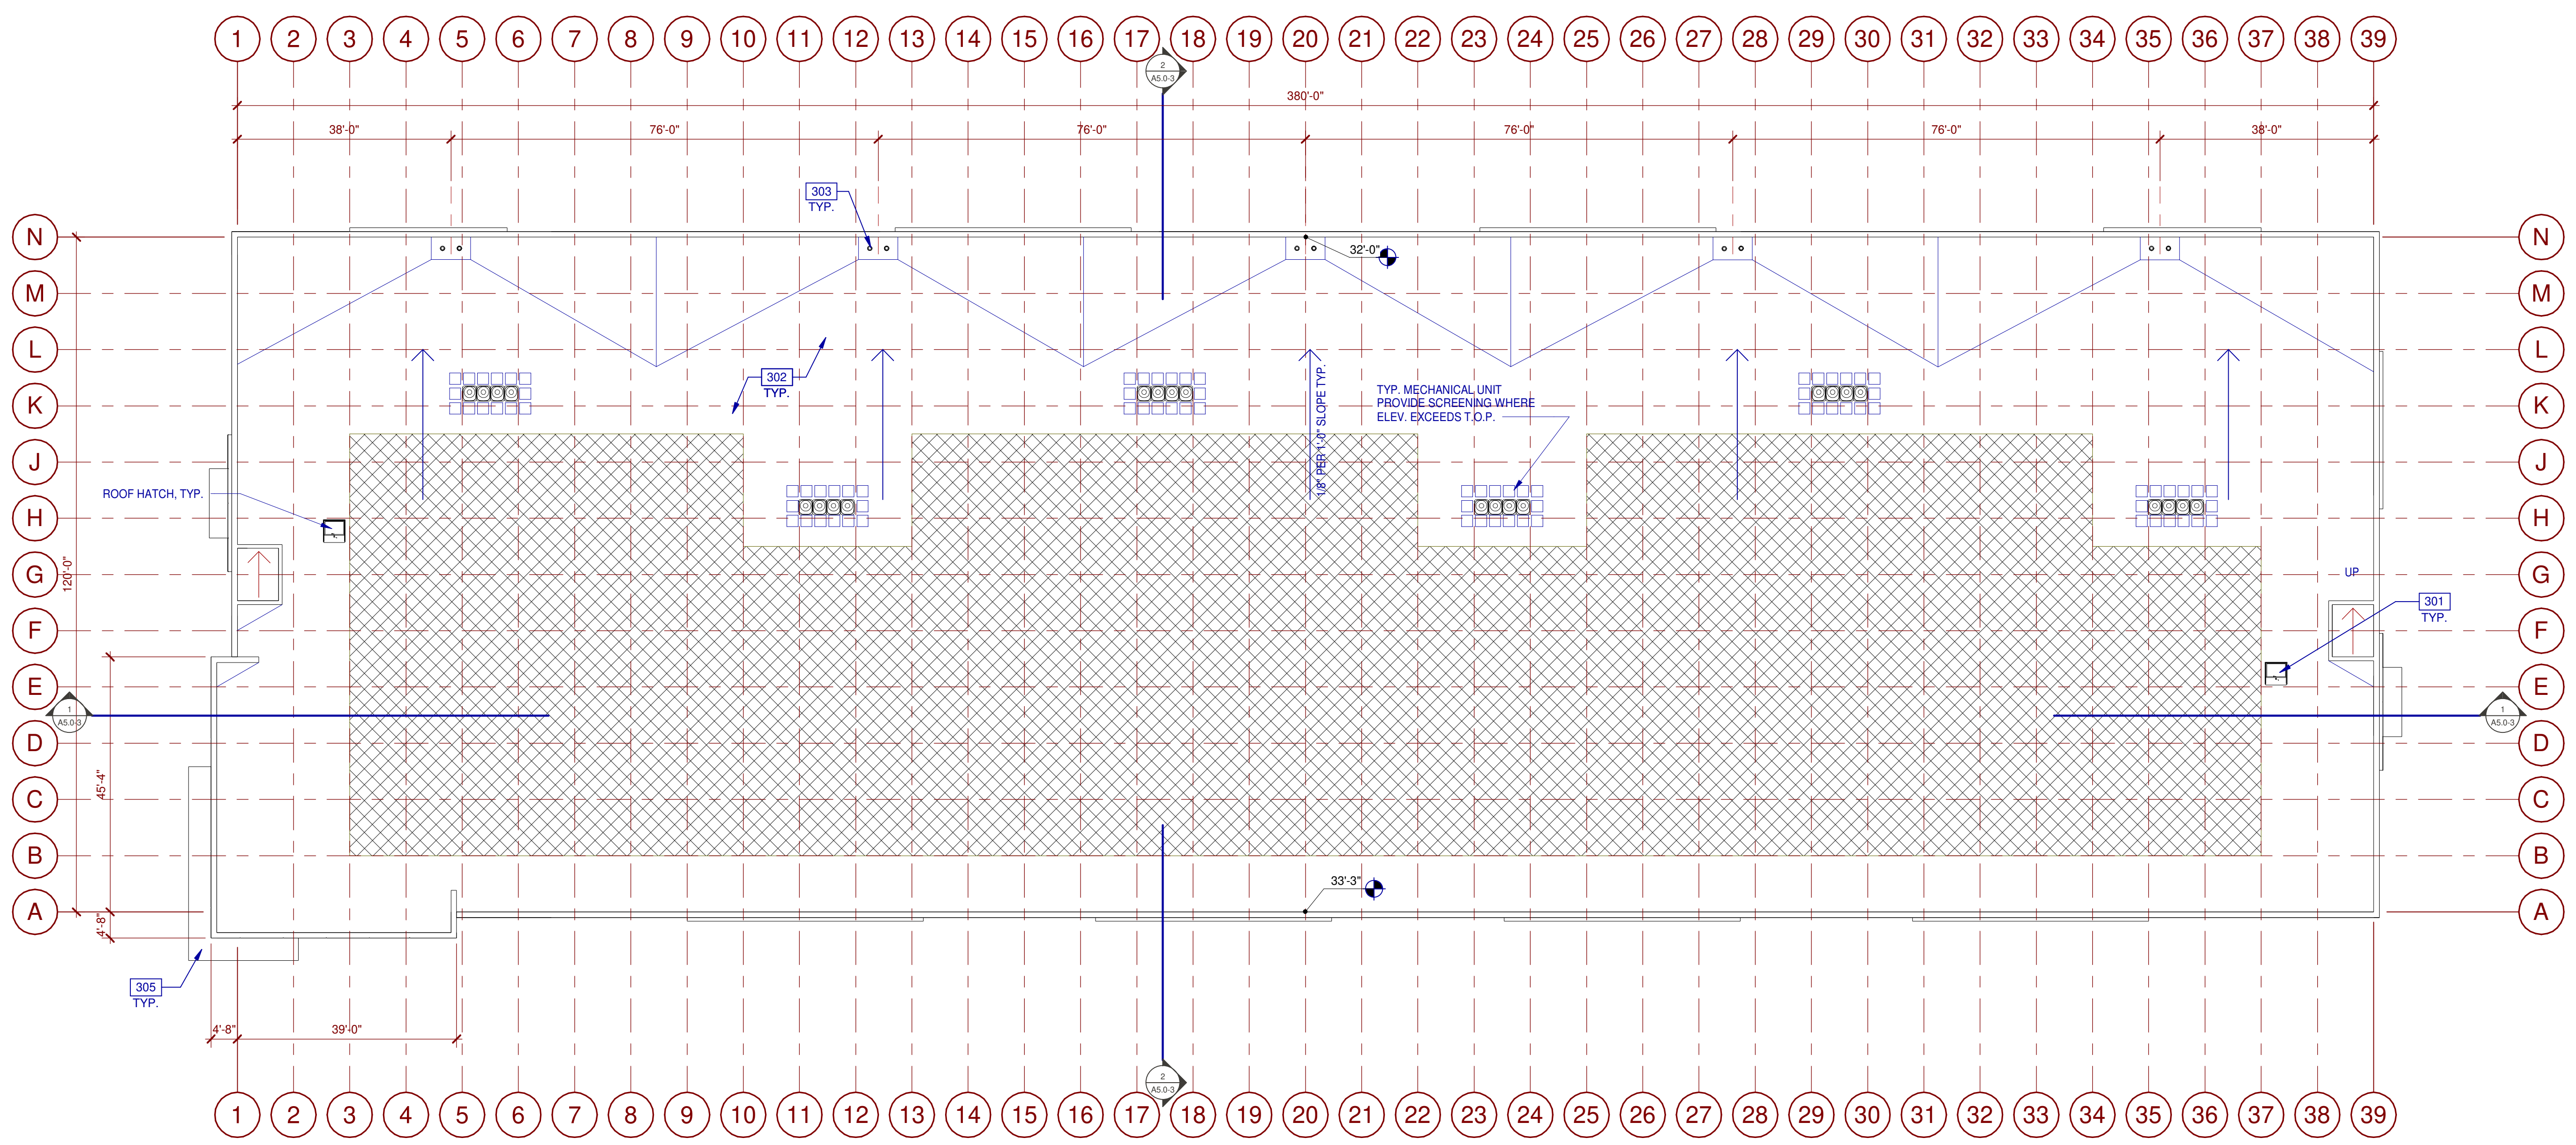 1 2 3 4 5 6 7 8 9 10 11 12 13 14 15 16 17 18 19 20 21 22 23 24 25 26 27 28 29 30 31 32 33 34 35 36 37 38 39
2
A5.0-3
380'-0"
38'-0" 76'-0" 76'-0" 76'-0" 76'-0" 38'-0"
303
TYP.
N N
32'-0"
M M
L L
302
TYP.
1/8" PER 1'-0" SLOPE TYP.
TYP. MECHANICAL UNIT
PROVIDE SCREENING WHERE
ELEV. EXCEEDS T.O.P.
K K
J J
ROOF HATCH, TYP.
H H
G G
120'-0"
UP
301
TYP.
F F
E E
1
A5.0-3
1
A5.0-3
D D
45'-4"
C C
B B
33'-3"
A A
4'-8"
305
TYP.
4'-8" 39'-0"
2
A5.0-3
1 2 3 4 5 6 7 8 9 10 11 12 13 14 15 16 17 18 19 20 21 22 23 24 25 26 27 28 29 30 31 32 33 34 35 36 37 38 39